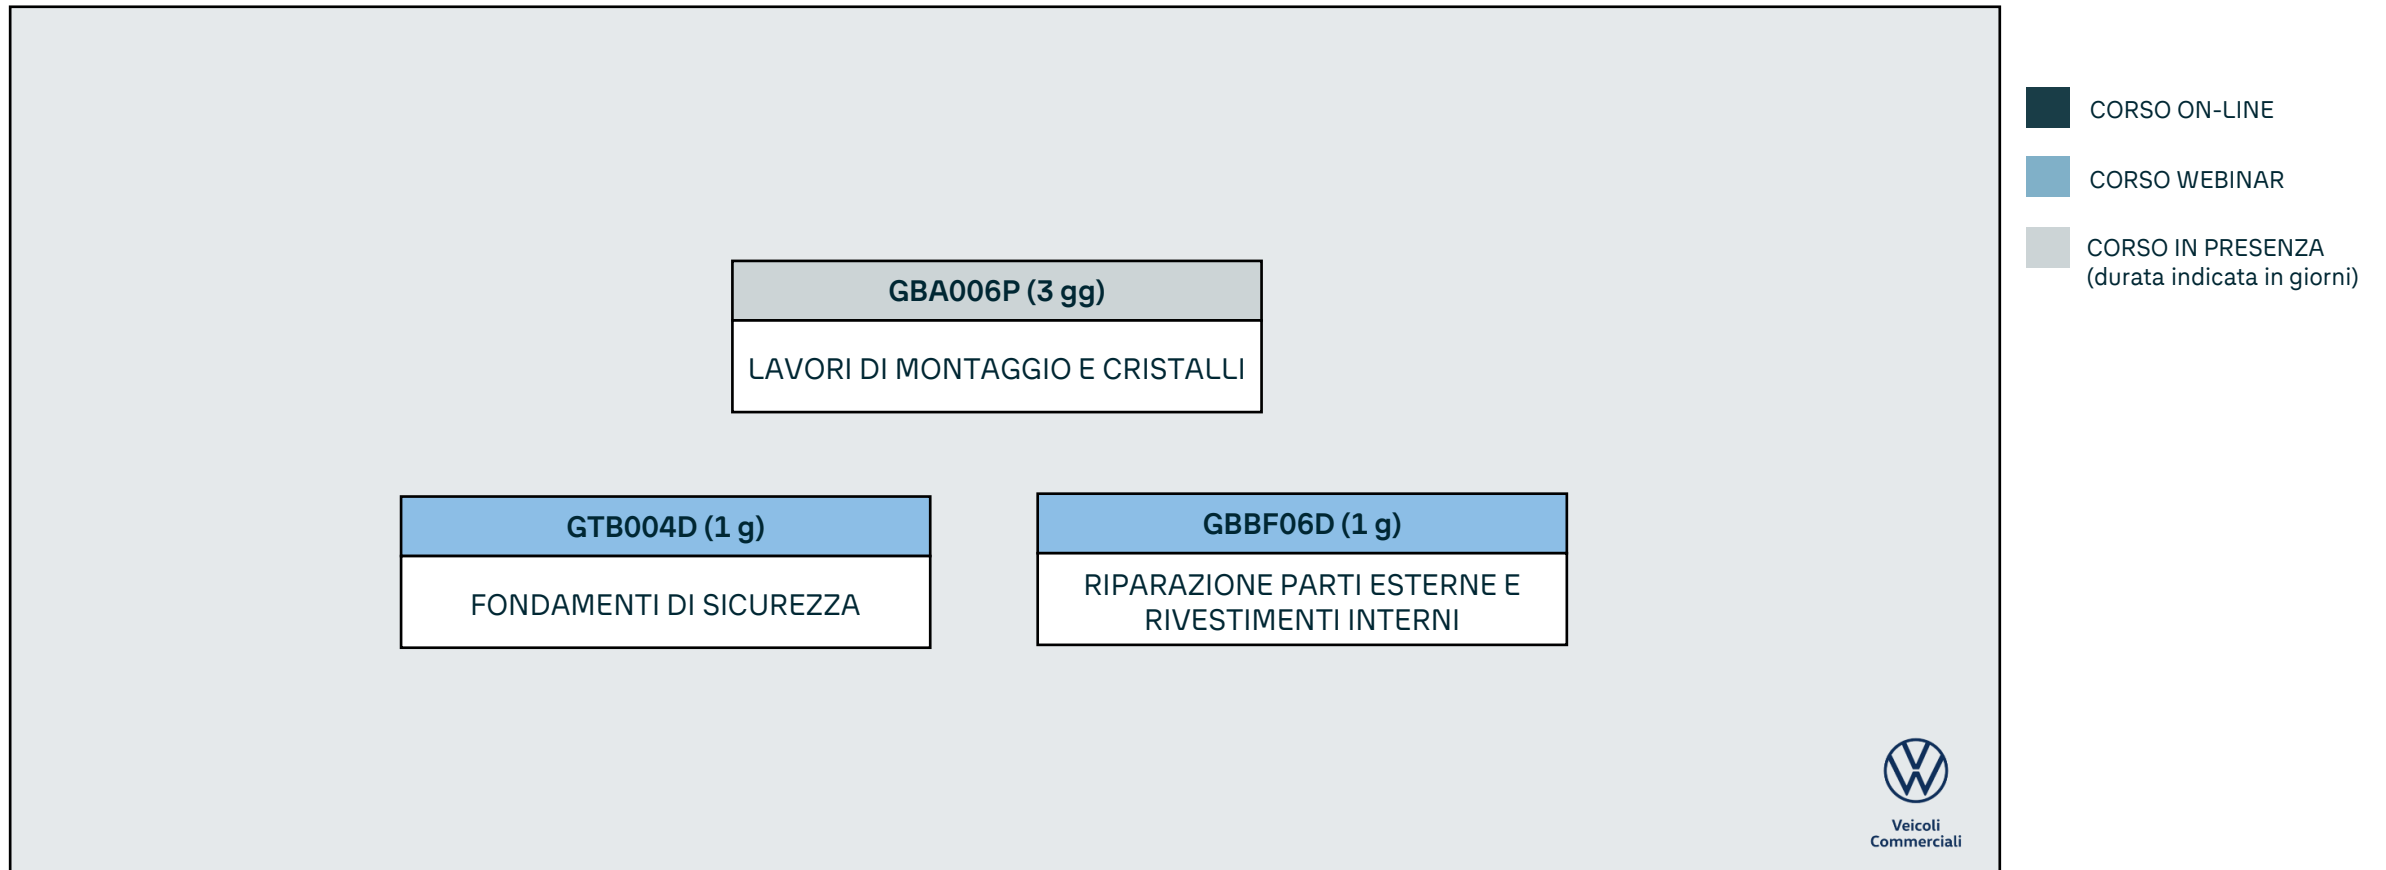 CORSO ON-LINE
CORSO WEBINAR
CORSO IN PRESENZA
(durata indicata in giorni)
GBA006P (3 gg)
LAVORI DI MONTAGGIO E CRISTALLI
GTB004D (1 g)
FONDAMENTI DI SICUREZZA
GBBF06D (1 g)
RIPARAZIONE PARTI ESTERNE E
RIVESTIMENTI INTERNI
Veicoli
Commerciali